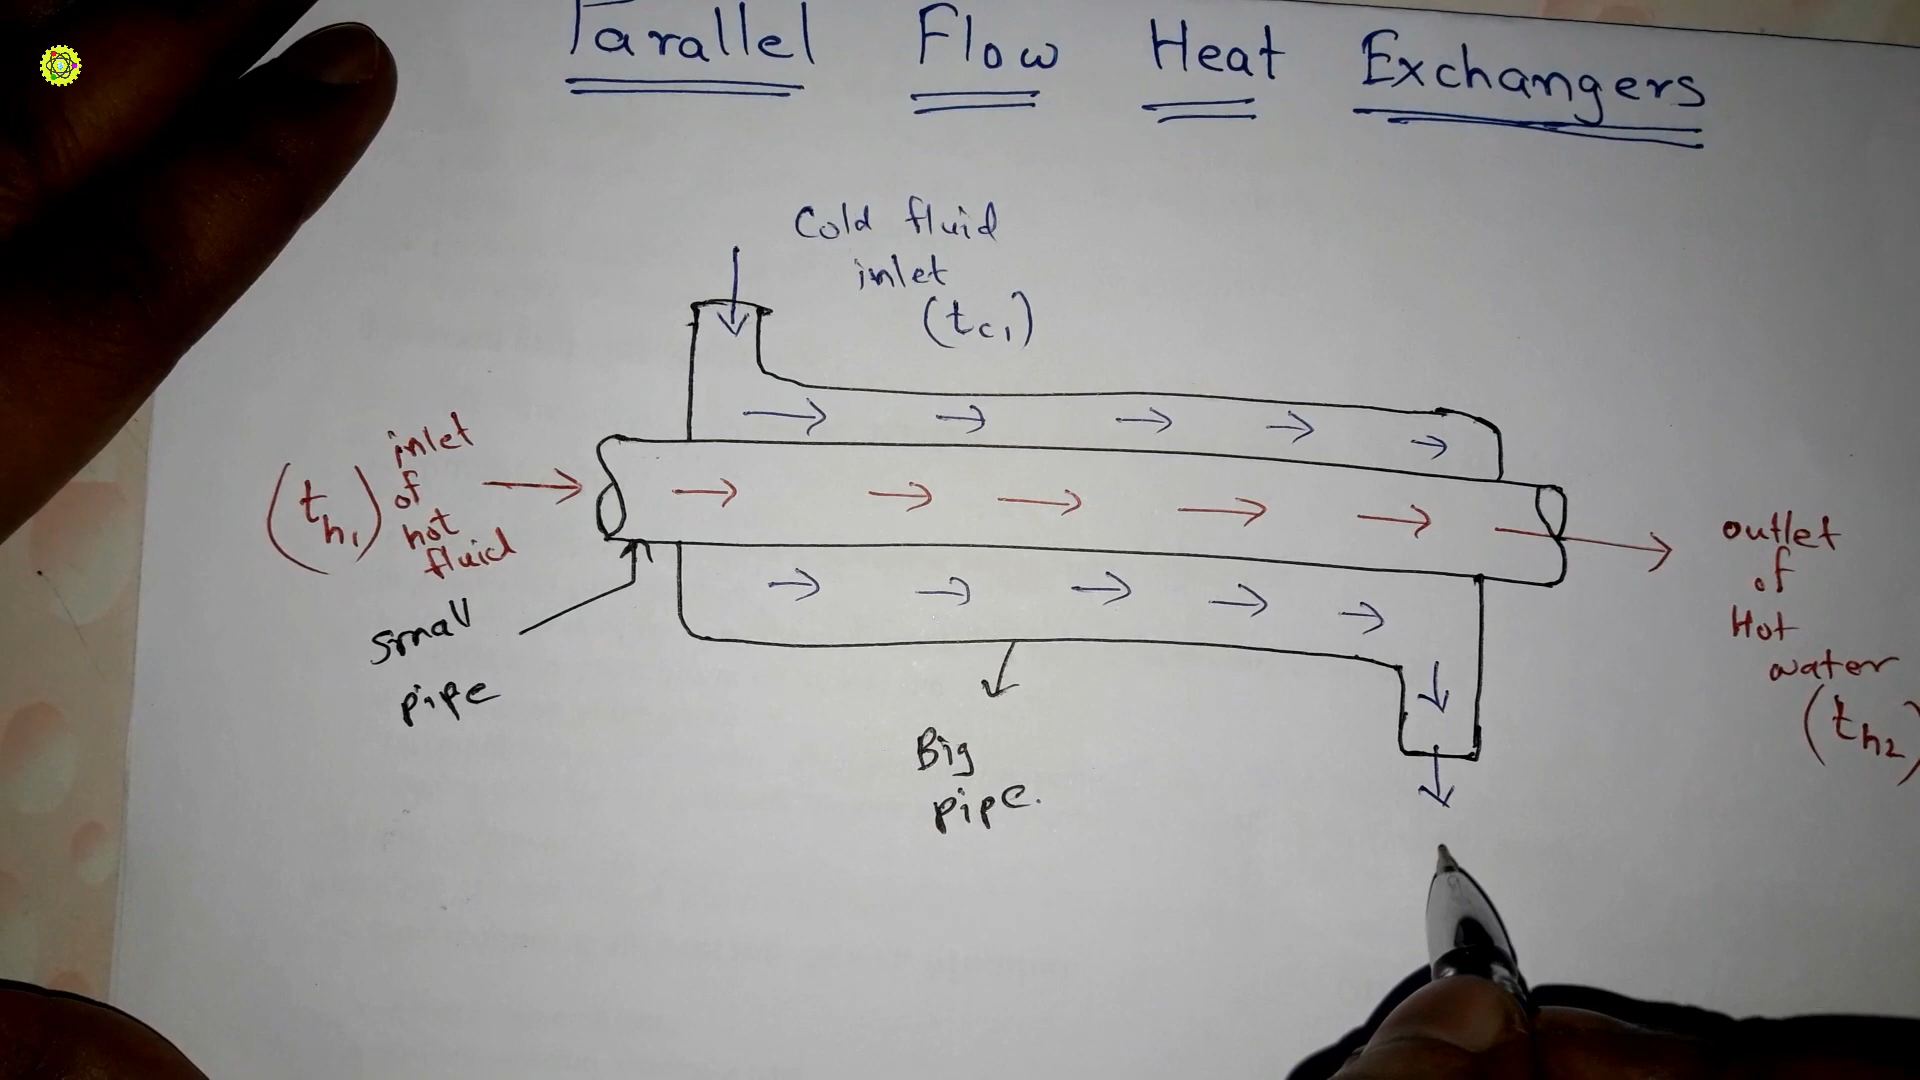 Parallel Flow Heat Exchangers
Cold fluid
inlet
(tc1)
(th1)
inlet
of
hot
fluid
small
pipe
Big
pipe.
outlet
of
Hot
water
(th2)